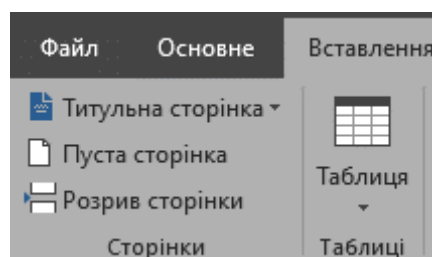 Файл Основне Вставлення
Титульна сторінка
Пуста сторінка
Розрив сторінки
Таблиця
Сторінки Таблиці